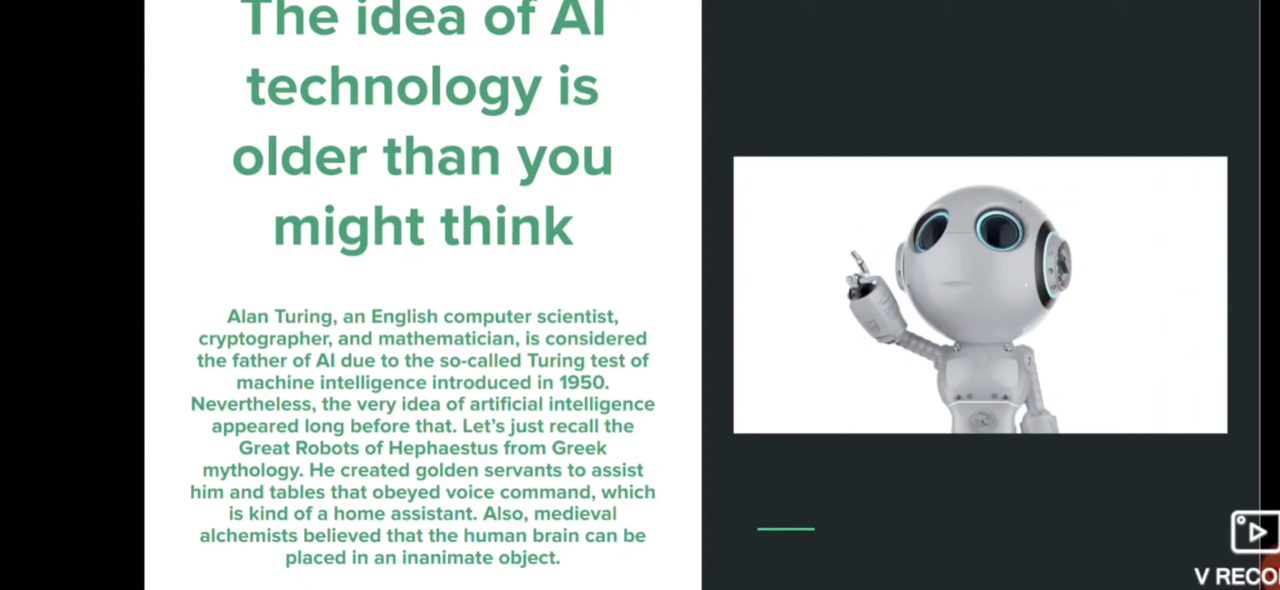 The idea of AI
technology is
older than you
might think
Alan Turing, an English computer scientist,
cryptographer, and mathematician, is considered
the father of AI due to the so-called Turing test of
machine intelligence introduced in 1950.
Nevertheless, the very idea of artificial intelligence
appeared long before that. Let’s just recall the
Great Robots of Hephaestus from Greek
mythology. He created golden servants to assist
him and tables that obeyed voice command, which
is kind of a home assistant. Also, medieval
alchemists believed that the human brain can be
placed in an inanimate object.
V RECO